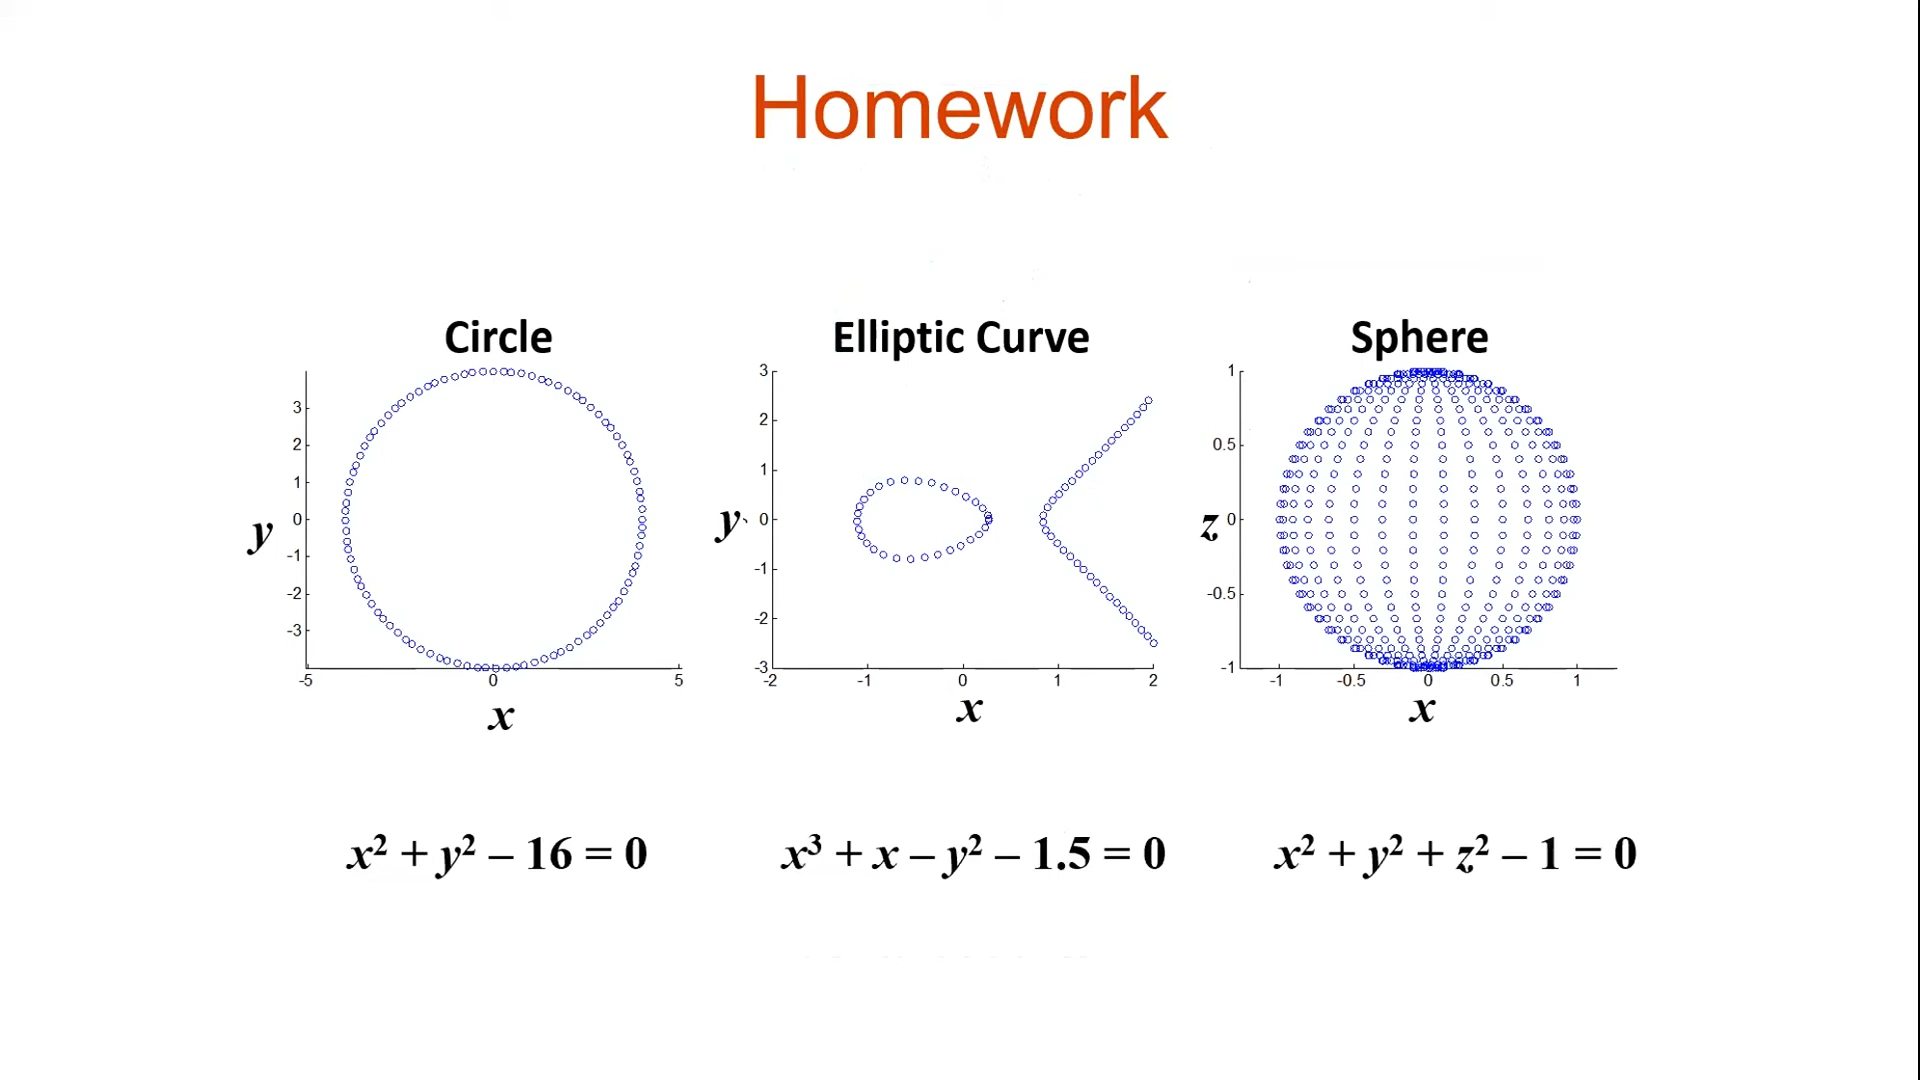 Homework
Circle
3
2
1
0
-1
-2
-3
-5
0
5
y
x
x² + y² – 16 = 0
Elliptic Curve
3
2
1
0
-1
-2
-3
-2
-1
0
1
2
y
x
x³ + x – y² – 1.5 = 0
Sphere
1
0.5
0
-0.5
-1
-1
-0.5
0
0.5
1
z
x
x² + y² + z² – 1 = 0